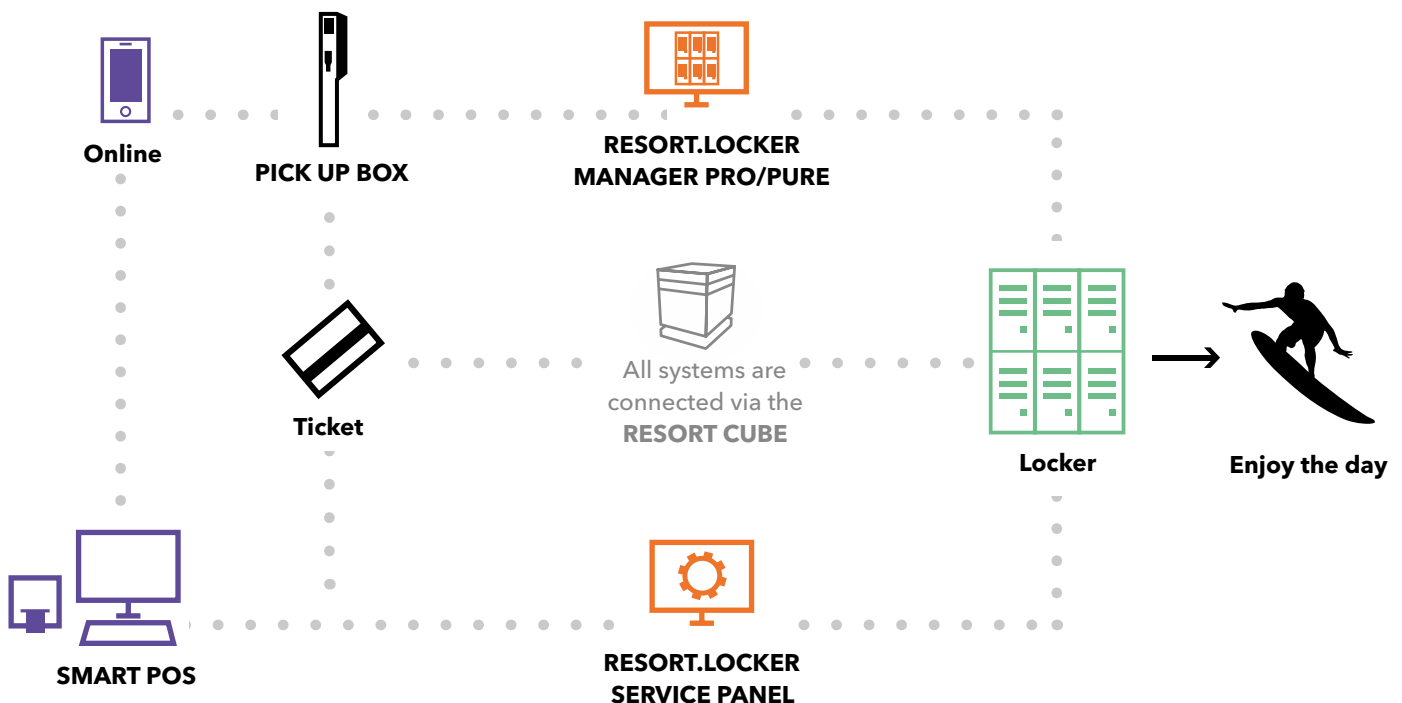 Online
PICK UP BOX
RESORT.LOCKER
MANAGER PRO/PURE
Ticket
All systems are
connected via the
RESORT CUBE
Locker
Enjoy the day
SMART POS
RESORT.LOCKER
SERVICE PANEL